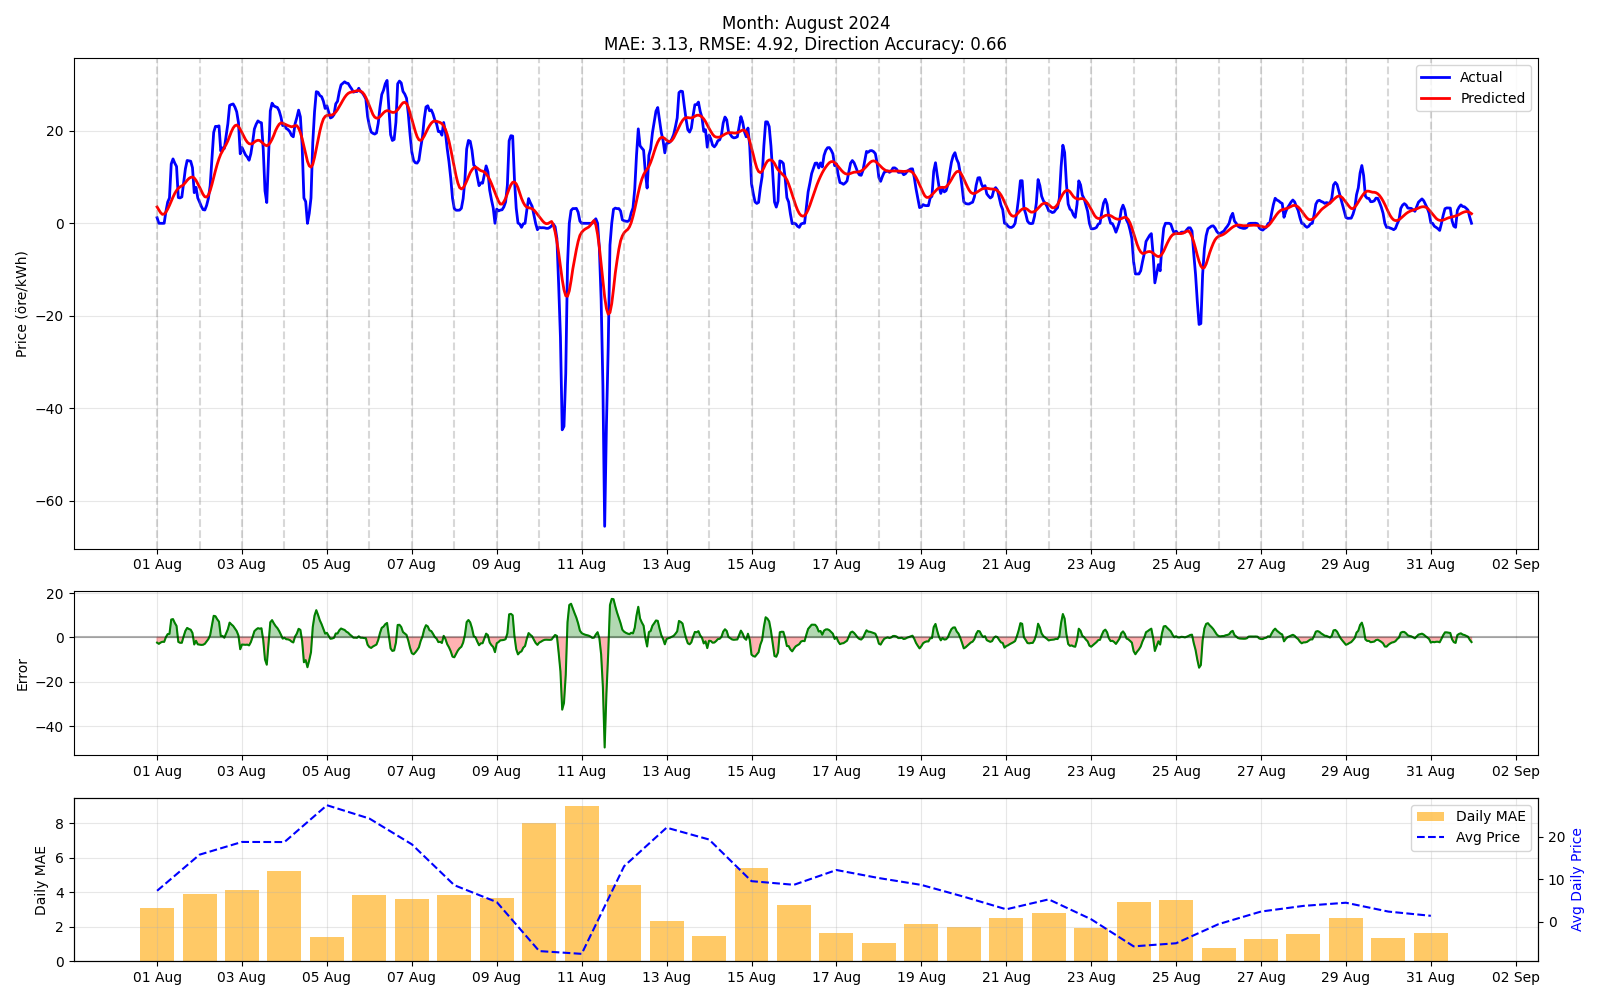 Month: August 2024
MAE: 3.13, RMSE: 4.92, Direction Accuracy: 0.66
Actual
Predicted
Price (öre/kWh)
20
0
−20
−40
−60
01 Aug 03 Aug 05 Aug 07 Aug 09 Aug 11 Aug 13 Aug 15 Aug 17 Aug 19 Aug 21 Aug 23 Aug 25 Aug 27 Aug 29 Aug 31 Aug 02 Sep
Error
20
0
−20
−40
01 Aug 03 Aug 05 Aug 07 Aug 09 Aug 11 Aug 13 Aug 15 Aug 17 Aug 19 Aug 21 Aug 23 Aug 25 Aug 27 Aug 29 Aug 31 Aug 02 Sep
Daily MAE
Avg Price
Daily MAE
8
6
4
2
0
20
10
0
Avg Daily Price
01 Aug 03 Aug 05 Aug 07 Aug 09 Aug 11 Aug 13 Aug 15 Aug 17 Aug 19 Aug 21 Aug 23 Aug 25 Aug 27 Aug 29 Aug 31 Aug 02 Sep